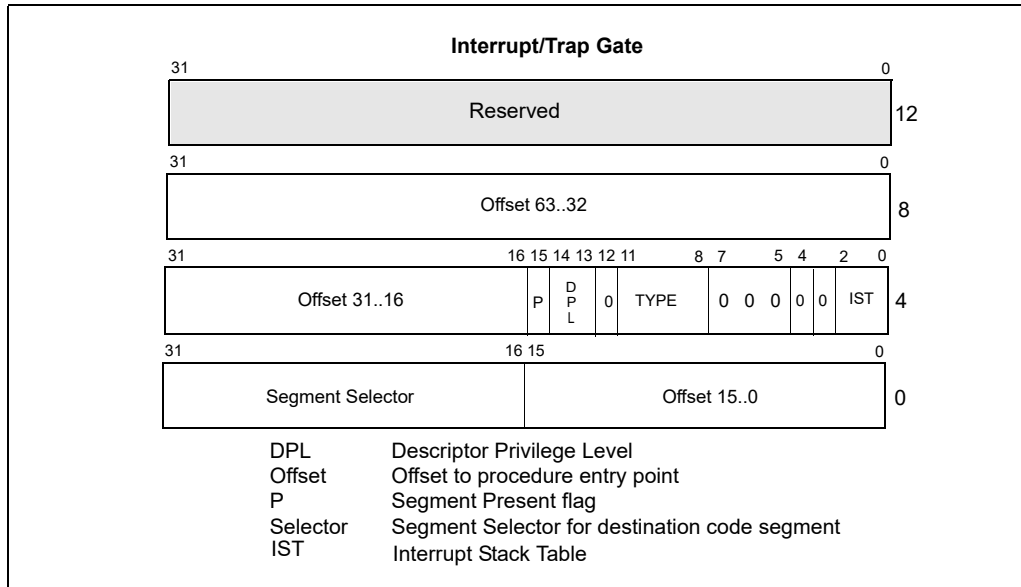 Interrupt/Trap Gate
31 0
Reserved 12
31 0
Offset 63..32 8
31 16 15 14 13 12 11 8 7 5 4 2 0
Offset 31..16 P DPL 0 TYPE 0 0 0 0 0 IST 4
31 16 15 0
Segment Selector Offset 15..0 0
DPL Descriptor Privilege Level
Offset Offset to procedure entry point
P Segment Present flag
Selector Segment Selector for destination code segment
IST Interrupt Stack Table